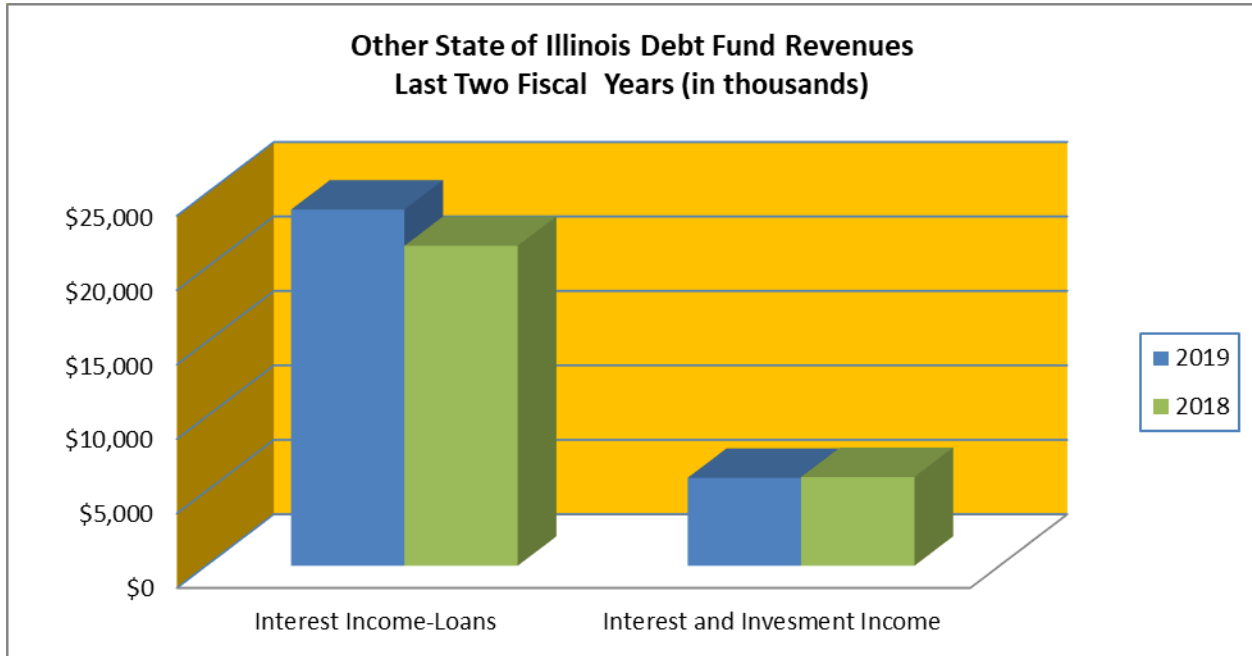 Other State of Illinois Debt Fund Revenues
Last Two Fiscal Years (in thousands)
$25,000
$20,000
$15,000
$10,000
$5,000
$0
Interest Income-Loans
Interest and Invesment Income
2019
2018